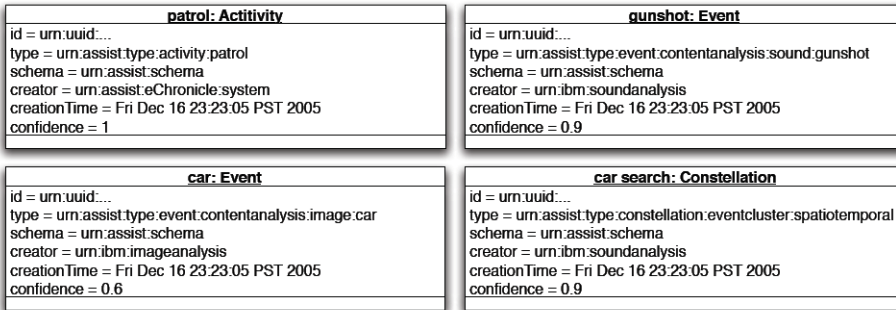 patrol: Actitivity
id = urn:uuid:...
type = urn:assist:type:activity:patrol
schema = urn:assist:schema
creator = urn:assist:eChronicle:system
creationTime = Fri Dec 16 23:23:05 PST 2005
confidence = 1
gunshot: Event
id = urn:uuid:...
type = urn:assist:type:event:contentanalysis:sound:gunshot
schema = urn:assist:schema
creator = urn:ibm:soundanalysis
creationTime = Fri Dec 16 23:23:05 PST 2005
confidence = 0.9
car: Event
id = urn:uuid:...
type = urn:assist:type:event:contentanalysis:image:car
schema = urn:assist:schema
creator = urn:ibm:imageanalysis
creationTime = Fri Dec 16 23:23:05 PST 2005
confidence = 0.6
car search: Constellation
id = urn:uuid:...
type = urn:assist:type:constellation:eventcluster:spatiotemporal
schema = urn:assist:schema
creator = urn:ibm:soundanalysis
creationTime = Fri Dec 16 23:23:05 PST 2005
confidence = 0.9